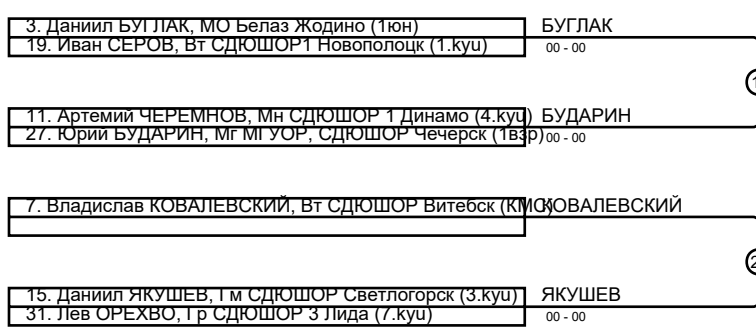 3. Даниил БУГЛАК, МО Белаз Жодино (1юн) БУГЛАК
19. Иван СЕРОВ, Вт СДЮШОР1 Новополоцк (1.kyu) 00 - 00
1
11. Артемий ЧЕРЕМНОВ, Мн СДЮШОР 1 Динамо (4.kyu) БУДАРИН
27. Юрий БУДАРИН, Мг МГУОР, СДЮШОР Чечерск (1взр) 00 - 00
7. Владислав КОВАЛЕВСКИЙ, Вт СДЮШОР Витебск (КМС) КОВАЛЕВСКИЙ
2
15. Даниил ЯКУШЕВ, Гм СДЮШОР Светлогорск (3.kyu) ЯКУШЕВ
31. Лев ОРЕХВО, Гр СДЮШОР 3 Лида (7.kyu) 00 - 00